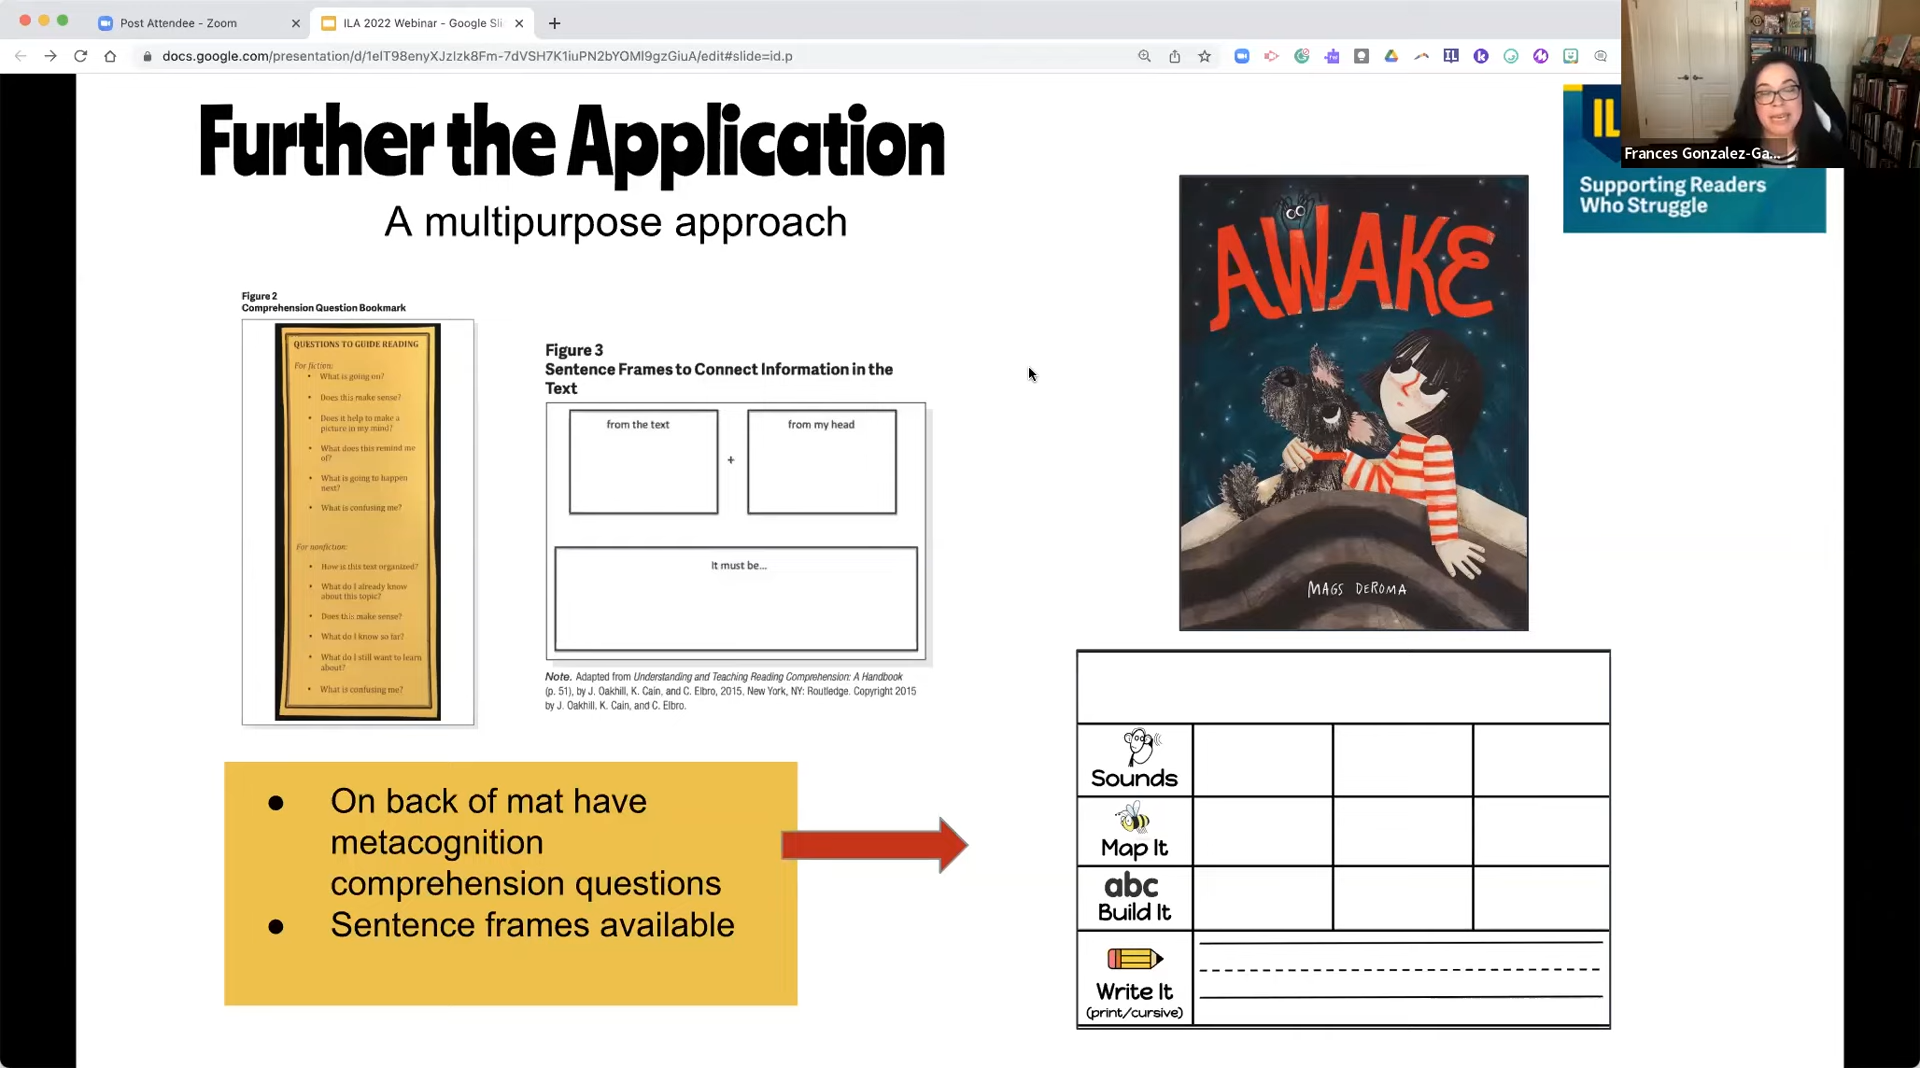 Post Attendee - Zoom
ILA 2022 Webinar - Google Sli
docs.google.com/presentation/d/1elT98enyXJzIzk8Fm-7dVSH7K1iuPN2bYOMI9gzGiuA/edit#slide=id.p
Frances Gonzalez-Ga...
IL
Supporting Readers
Who Struggle
Further the Application
A multipurpose approach
Figure 2
Comprehension Question Bookmark
QUESTIONS TO GUIDE READING
For fiction:
• What is going on?
• Does this make sense?
• Does it help to make a
picture in my mind?
• What does this remind me
of?
• What is going to happen
next?
• What is confusing me?
For nonfiction:
• How is this text organized?
• What do I already know
about this topic?
• Does this make sense?
• What do I know so far?
• What do I still want to learn
about?
• What is confusing me?
Figure 3
Sentence Frames to Connect Information in the
Text
from the text
+
from my head
It must be...
Note. Adapted from Understanding and Teaching Reading Comprehension: A Handbook
(p. 51), by J. Oakhill, K. Cain, and C. Elbro, 2015, New York, NY: Routledge. Copyright 2015
by J. Oakhill, K. Cain, and C. Elbro.
AWAKE
MAGS DEROMA
● On back of mat have
metacognition
comprehension questions
● Sentence frames available
Sounds
Map It
abc
Build It
Write It
(print/cursive)